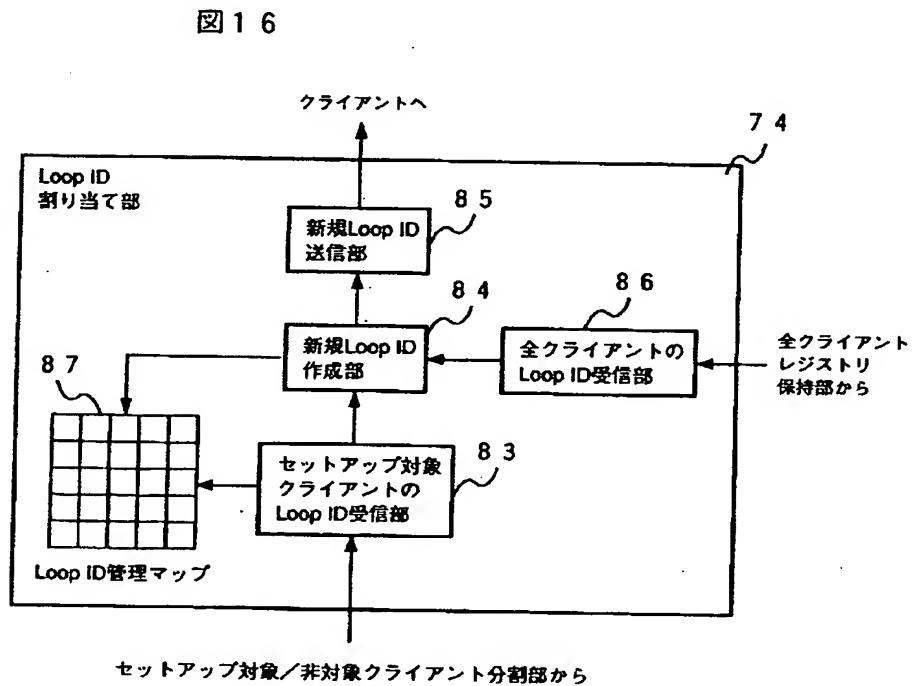 図16
クライアントへ
74
Loop ID
割り当て部
85
新規Loop ID
送信部
84
86
新規Loop ID
作成部
全クライアントの
Loop ID受信部
全クライアント
レジストリ
保持部から
87
83
セットアップ対象
クライアントの
Loop ID受信部
Loop ID管理マップ
セットアップ対象/非対象クライアント分割部から